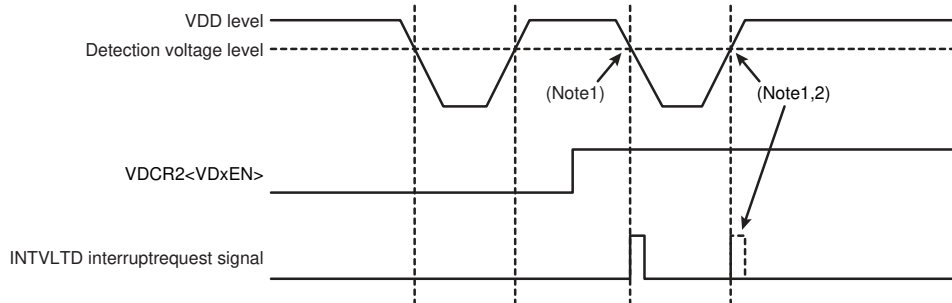 VDD level
Detection voltage level
(Note1)
(Note1,2)
VDCR2<VDxEN>
INTVLTD interruptrequest signal